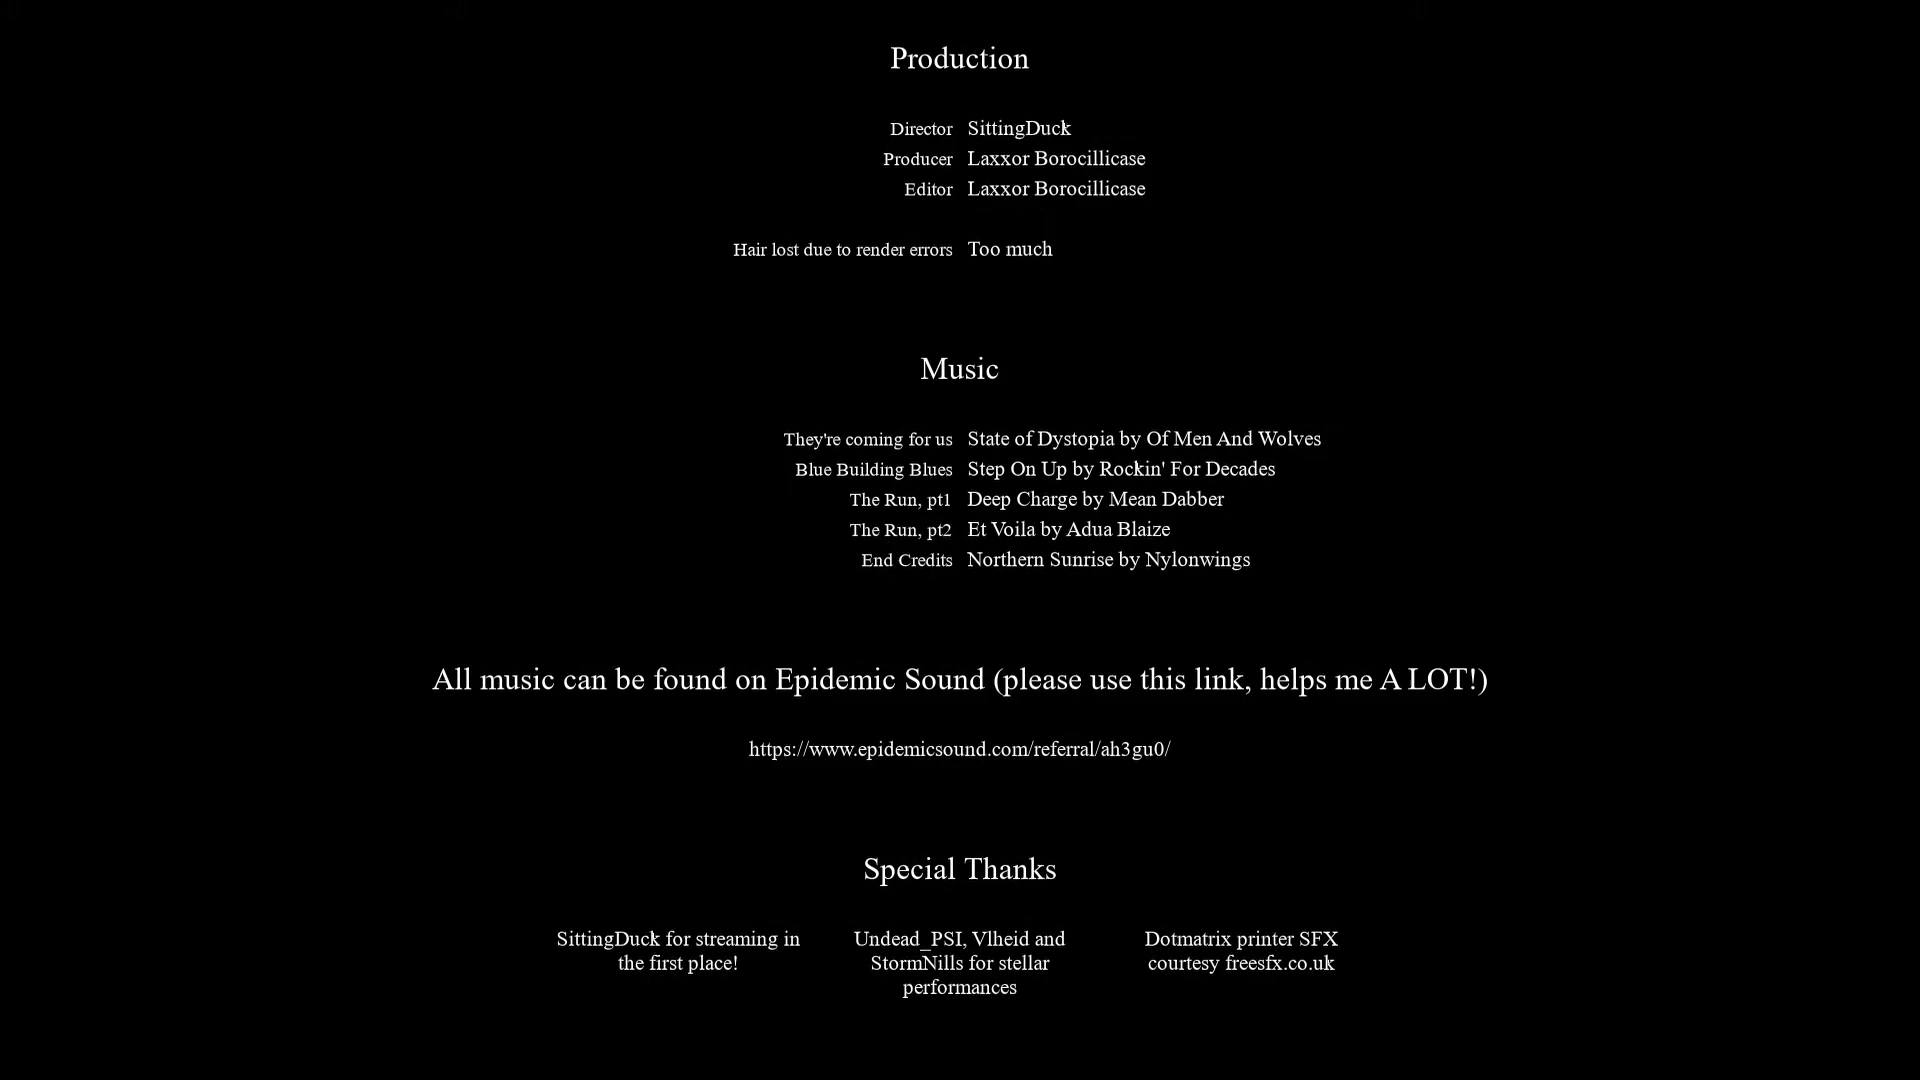 Production
Director SittingDuck
Producer Laxxor Borocillicase
Editor Laxxor Borocillicase
Hair lost due to render errors Too much
Music
They're coming for us State of Dystopia by Of Men And Wolves
Blue Building Blues Step On Up by Rockin' For Decades
The Run, pt1 Deep Charge by Mean Dabber
The Run, pt2 Et Voila by Adua Blaize
End Credits Northern Sunrise by Nylonwings
All music can be found on Epidemic Sound (please use this link, helps me A LOT!)
https://www.epidemicsound.com/referral/ah3gu0/
Special Thanks
SittingDuck for streaming in
the first place!
Undead_PSI, Vlheid and
StormNills for stellar
performances
Dotmatrix printer SFX
courtesy freesfx.co.uk